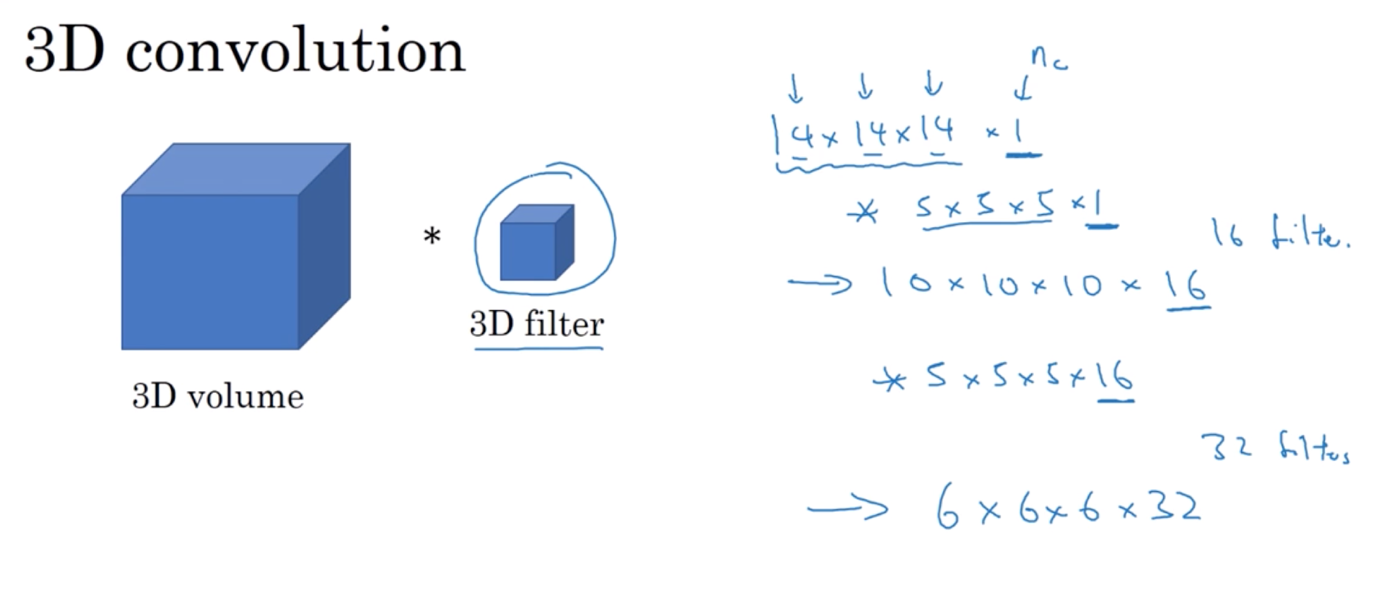 3D convolution
n_c
↓ ↓ ↓ ↓
14 × 14 × 14 × 1
* 5 × 5 × 5 × 1
16 filte.
→ 10 × 10 × 10 × 16
*
3D filter
3D volume
* 5 × 5 × 5 × 16
32 filters
→ 6 × 6 × 6 × 32